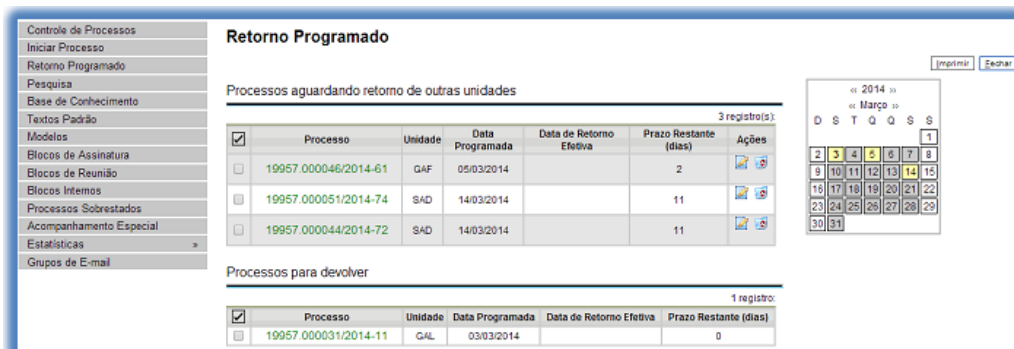 Controle de Processos
Iniciar Processo
Retorno Programado
Pesquisa
Base de Conhecimento
Textos Padrão
Modelos
Blocos de Assinatura
Blocos de Reunião
Blocos Internos
Processos Sobrestados
Acompanhamento Especial
Estatísticas »
Grupos de E-mail
Retorno Programado
Imprimir Fechar
Processos aguardando retorno de outras unidades
3 registro(s):
Processo Unidade Data Programada Data de Retorno Efetiva Prazo Restante (dias) Ações
19957.000046/2014-61 GAF 05/03/2014 2
19957.000051/2014-74 SAD 14/03/2014 11
19957.000044/2014-72 SAD 14/03/2014 11
Processos para devolver
1 registro:
Processo Unidade Data Programada Data de Retorno Efetiva Prazo Restante (dias)
19957.000031/2014-11 GAL 03/03/2014 0
« 2014 »
« Março »
D S T Q Q S S
1
2 3 4 5 6 7 8
9 10 11 12 13 14 15
16 17 18 19 20 21 22
23 24 25 26 27 28 29
30 31